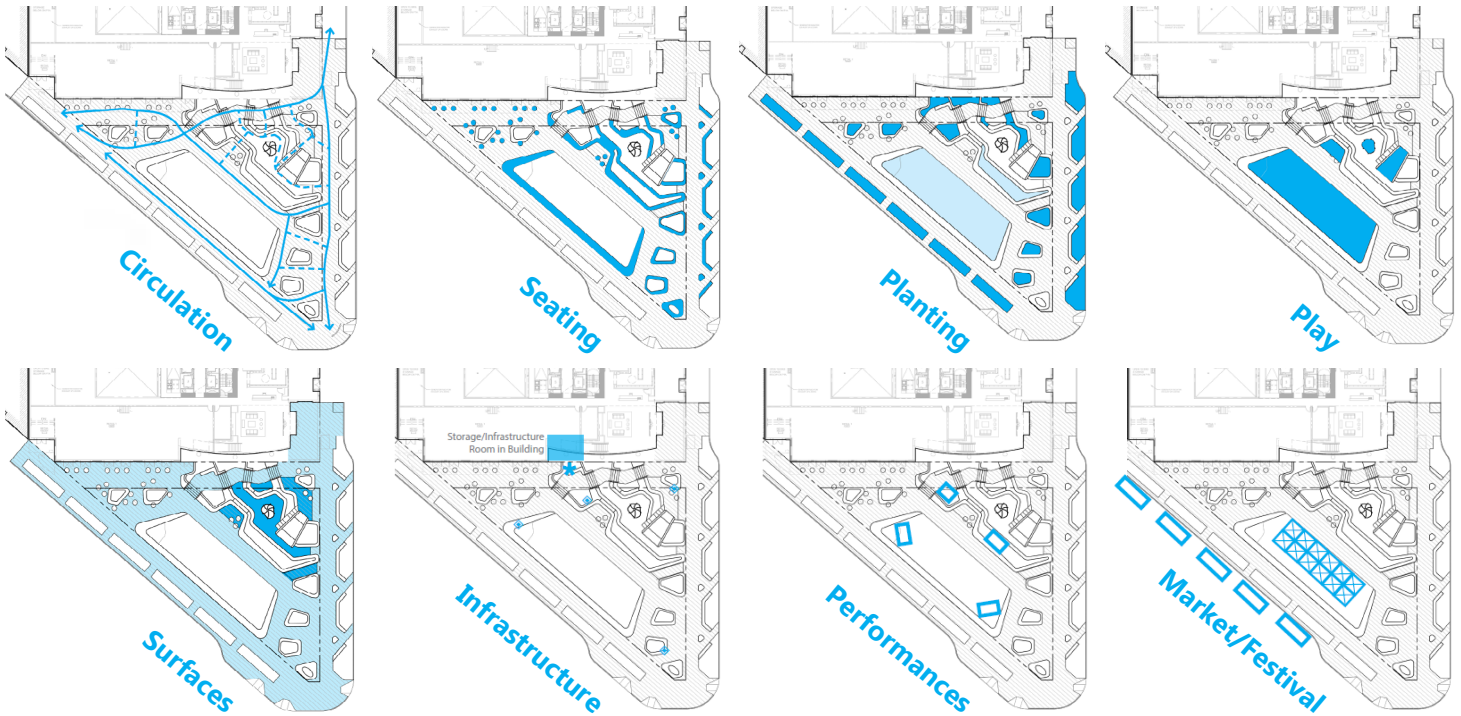 Circulation
Seating
Planting
Play
Storage/Infrastructure
Room in Building
Surfaces
Infrastructure
Performances
Market/Festival